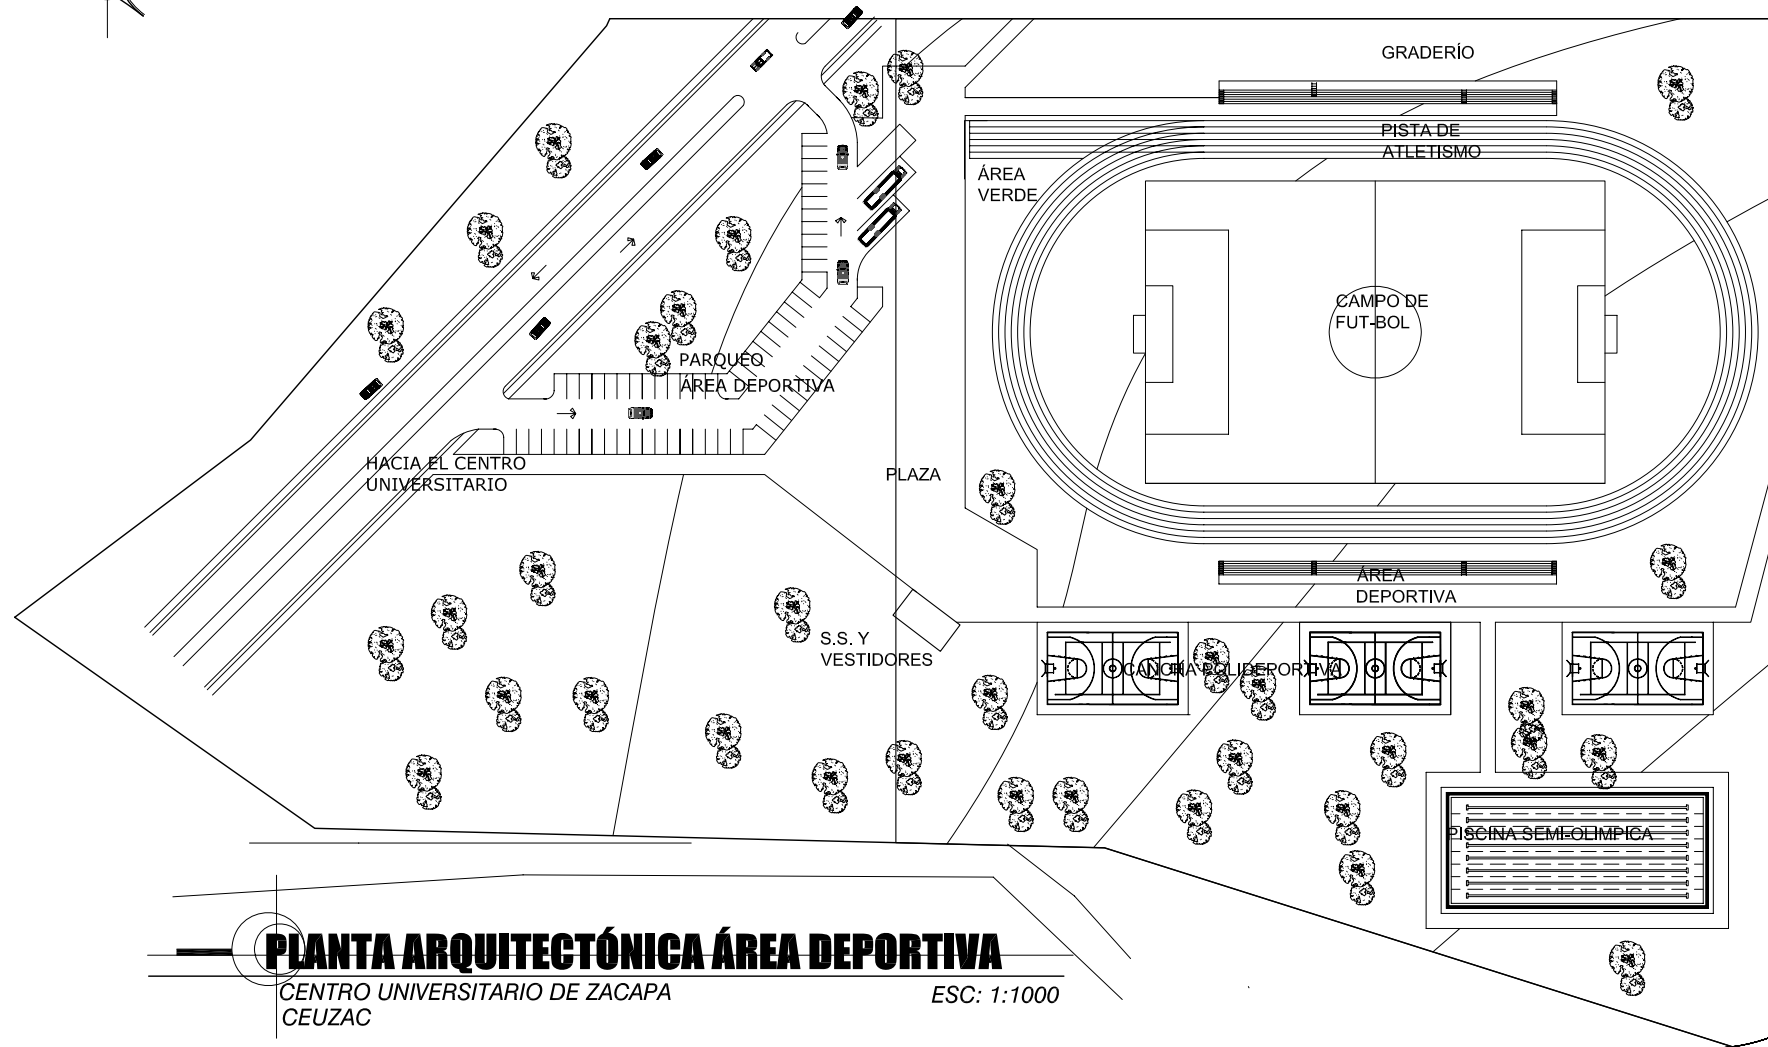 GRADERÍO
PISTA DE
ATLETISMO
ÁREA
VERDE
CAMPO DE
FUT-BOL
PARQUEO
ÁREA DEPORTIVA
HACIA EL CENTRO
UNIVERSITARIO
PLAZA
ÁREA
DEPORTIVA
S.S. Y
VESTIDORES
CANCHA POLIDEPORTIVA
PISCINA SEMI-OLIMPICA
PLANTA ARQUITECTÓNICA ÁREA DEPORTIVA
CENTRO UNIVERSITARIO DE ZACAPA
CEUZAC
ESC: 1:1000